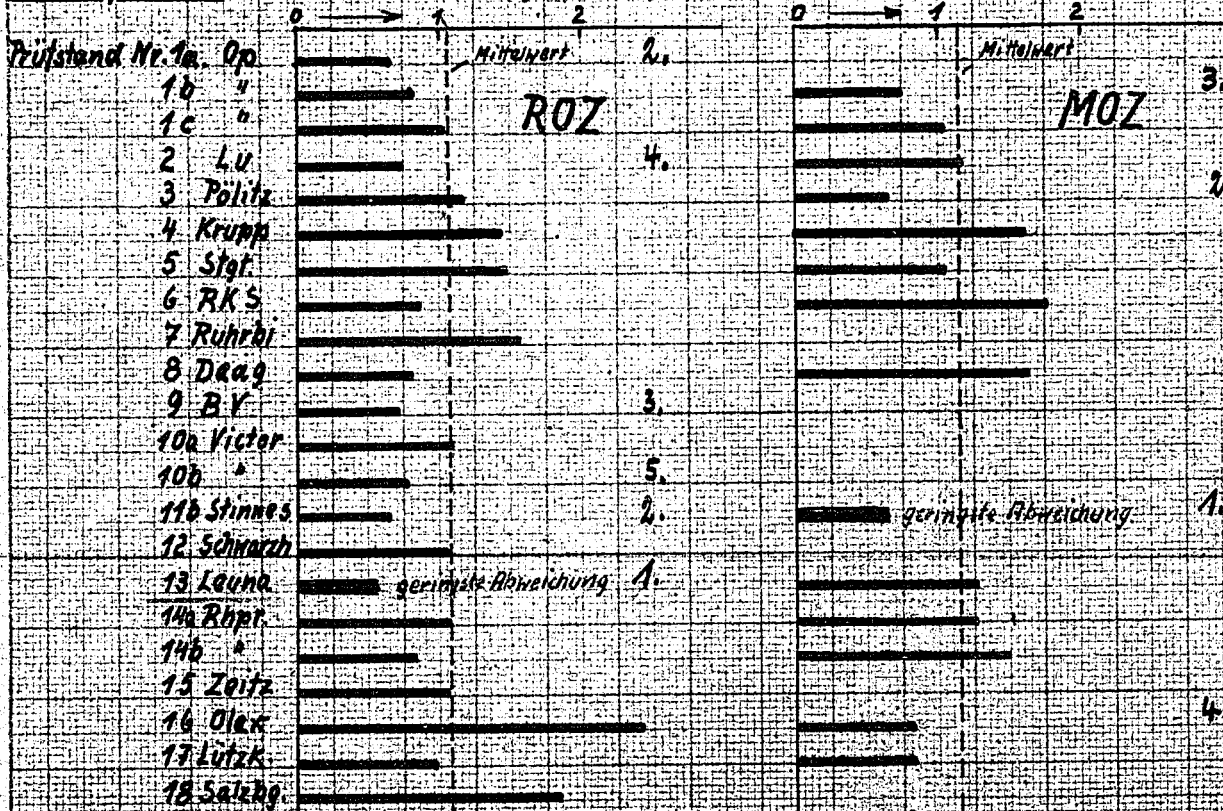 0 1 2 0 1 2
Prüfstand Nr. 1a. Op Mittelwert 2. Mittelwert
1b " ROZ MOZ 3.
1c "
2 Lu 4.
3 Pölitz 2
4 Krupp
5 Stgt.
6 RKS
7 Ruhrbi
8 Daag
9 BV 3.
10a Victor
10b " 5.
11b Stinnes 2. geringste Abweichung 1.
12 Schwarzh
13 Leuna geringste Abweichung 1.
14a Rhpr.
14b "
15 Zeitz
16 Olex 4.
17 Lützk.
18 Salzbg.